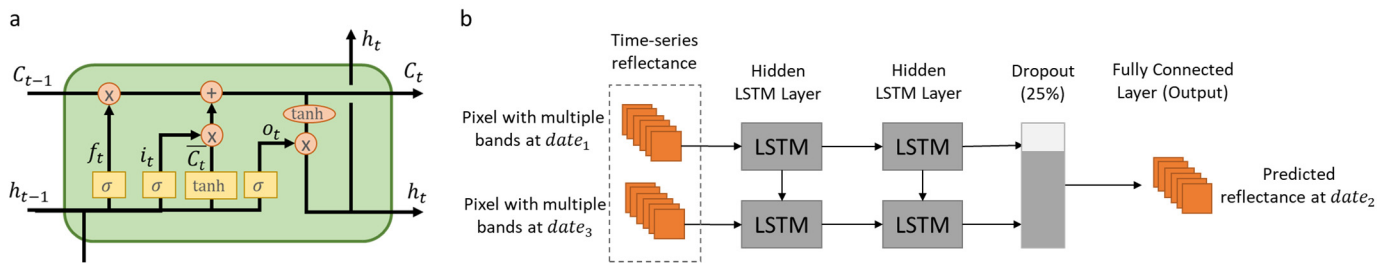 a
h_t
C_{t-1}
C_t
x
+
tanh
x
o_t
x
f_t
i_t
\overline{C_t}
σ
σ
tanh
σ
h_{t-1}
h_t
b
Time-series
reflectance
Hidden
LSTM Layer
Hidden
LSTM Layer
Dropout
(25%)
Fully Connected
Layer (Output)
Pixel with multiple
bands at date_1
LSTM
LSTM
Predicted
reflectance at date_2
Pixel with multiple
bands at date_3
LSTM
LSTM